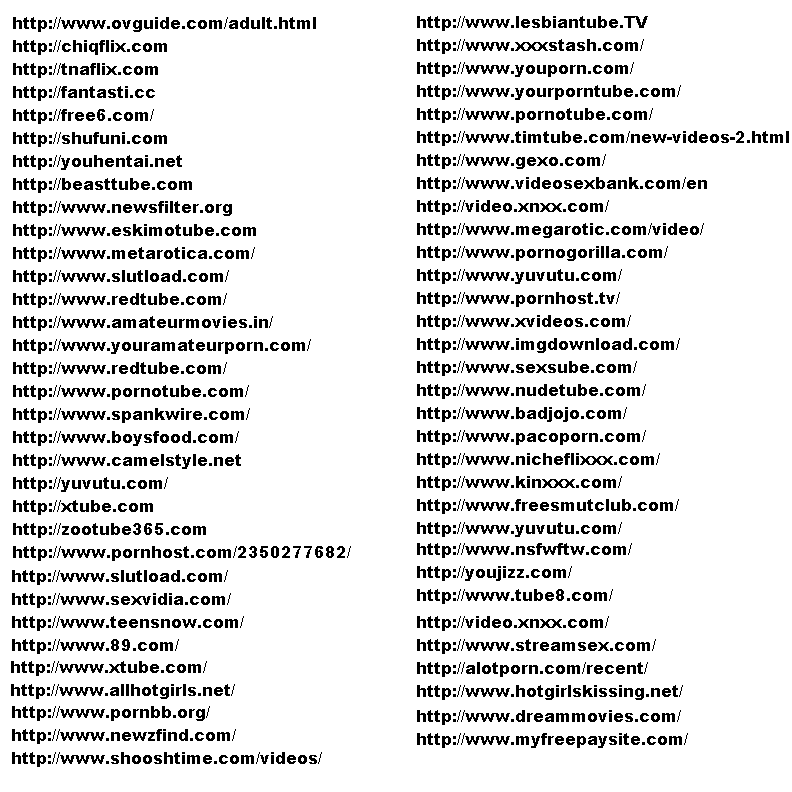 http://www.ovguide.com/adult.html
http://chiqflix.com
http://tnaflix.com
http://fantasti.cc
http://free6.com/
http://shufuni.com
http://youhentai.net
http://beasttube.com
http://www.newsfilter.org
http://www.eskimotube.com
http://www.metarotica.com/
http://www.slutload.com/
http://www.redtube.com/
http://www.amateurmovies.in/
http://www.youramateurporn.com/
http://www.redtube.com/
http://www.pornotube.com/
http://www.spankwire.com/
http://www.boysfood.com/
http://www.camelstyle.net
http://yuvutu.com/
http://xtube.com
http://zootube365.com
http://www.pornhost.com/2350277682/
http://www.slutload.com/
http://www.sexvidia.com/
http://www.teensnow.com/
http://www.89.com/
http://www.xtube.com/
http://www.allhotgirls.net/
http://www.pornbb.org/
http://www.newzfind.com/
http://www.shooshtime.com/videos/
http://www.lesbiantube.TV
http://www.xxxstash.com/
http://www.youporn.com/
http://www.yourporntube.com/
http://www.pornotube.com/
http://www.timtube.com/new-videos-2.html
http://www.gexo.com/
http://www.videosexbank.com/en
http://video.xnxx.com/
http://www.megarotic.com/video/
http://www.pornogorilla.com/
http://www.yuvutu.com/
http://www.pornhost.tv/
http://www.xvideos.com/
http://www.imgdownload.com/
http://www.sexsube.com/
http://www.nudetube.com/
http://www.badjojo.com/
http://www.pacoporn.com/
http://www.nicheflixxx.com/
http://www.kinxxx.com/
http://www.freesmutclub.com/
http://www.yuvutu.com/
http://www.nsfwftw.com/
http://youjizz.com/
http://www.tube8.com/
http://video.xnxx.com/
http://www.streamsex.com/
http://alotporn.com/recent/
http://www.hotgirlskissing.net/
http://www.dreammovies.com/
http://www.myfreepaysite.com/